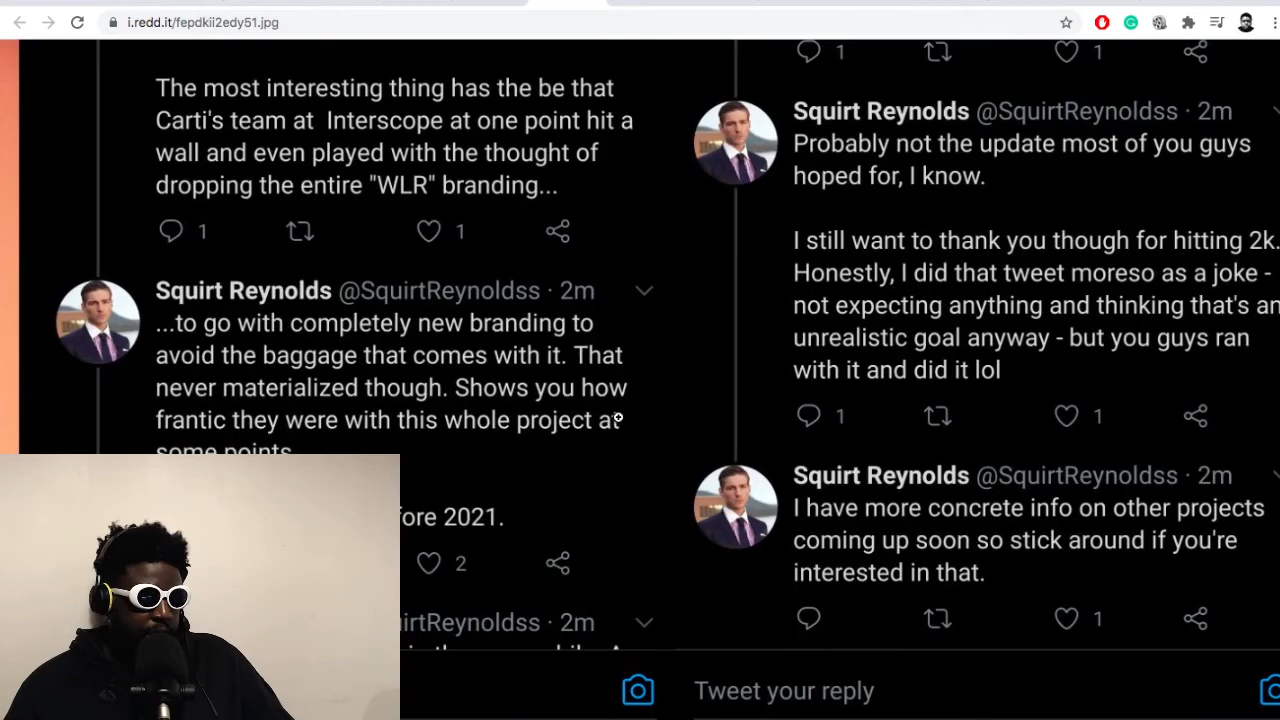 i.redd.it/fepdkii2edy51.jpg
The most interesting thing has the be that
Carti's team at Interscope at one point hit a
wall and even played with the thought of
dropping the entire "WLR" branding...
1
1
Squirt Reynolds @SquirtReynoldss · 2m
...to go with completely new branding to
avoid the baggage that comes with it. That
never materialized though. Shows you how
frantic they were with this whole project at
some points.
fore 2021.
2
irtReynoldss · 2m
1
1
Squirt Reynolds @SquirtReynoldss · 2m
Probably not the update most of you guys
hoped for, I know.
I still want to thank you though for hitting 2k.
Honestly, I did that tweet moreso as a joke -
not expecting anything and thinking that's an
unrealistic goal anyway - but you guys ran
with it and did it lol
1
1
Squirt Reynolds @SquirtReynoldss · 2m
I have more concrete info on other projects
coming up soon so stick around if you're
interested in that.
1
Tweet your reply